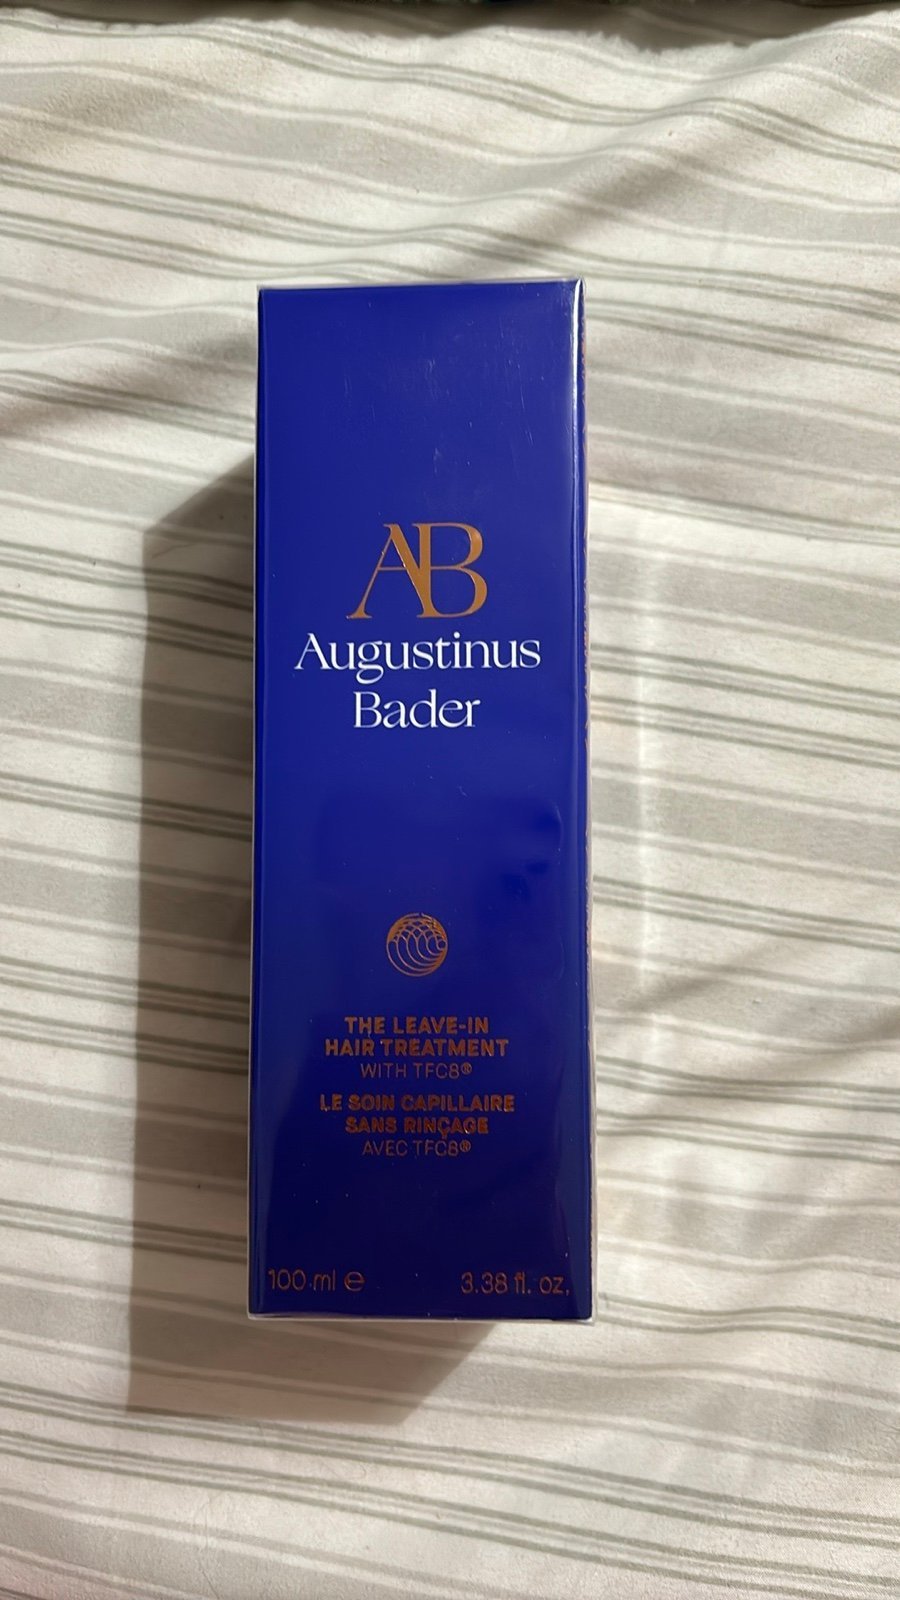 AB
Augustinus
Bader
THE LEAVE-IN
HAIR TREATMENT
WITH TFC8®
LE SOIN CAPILLAIRE
SANS RINÇAGE
AVEC TFC8®
100 ml ℮ 3.38 fl. oz.